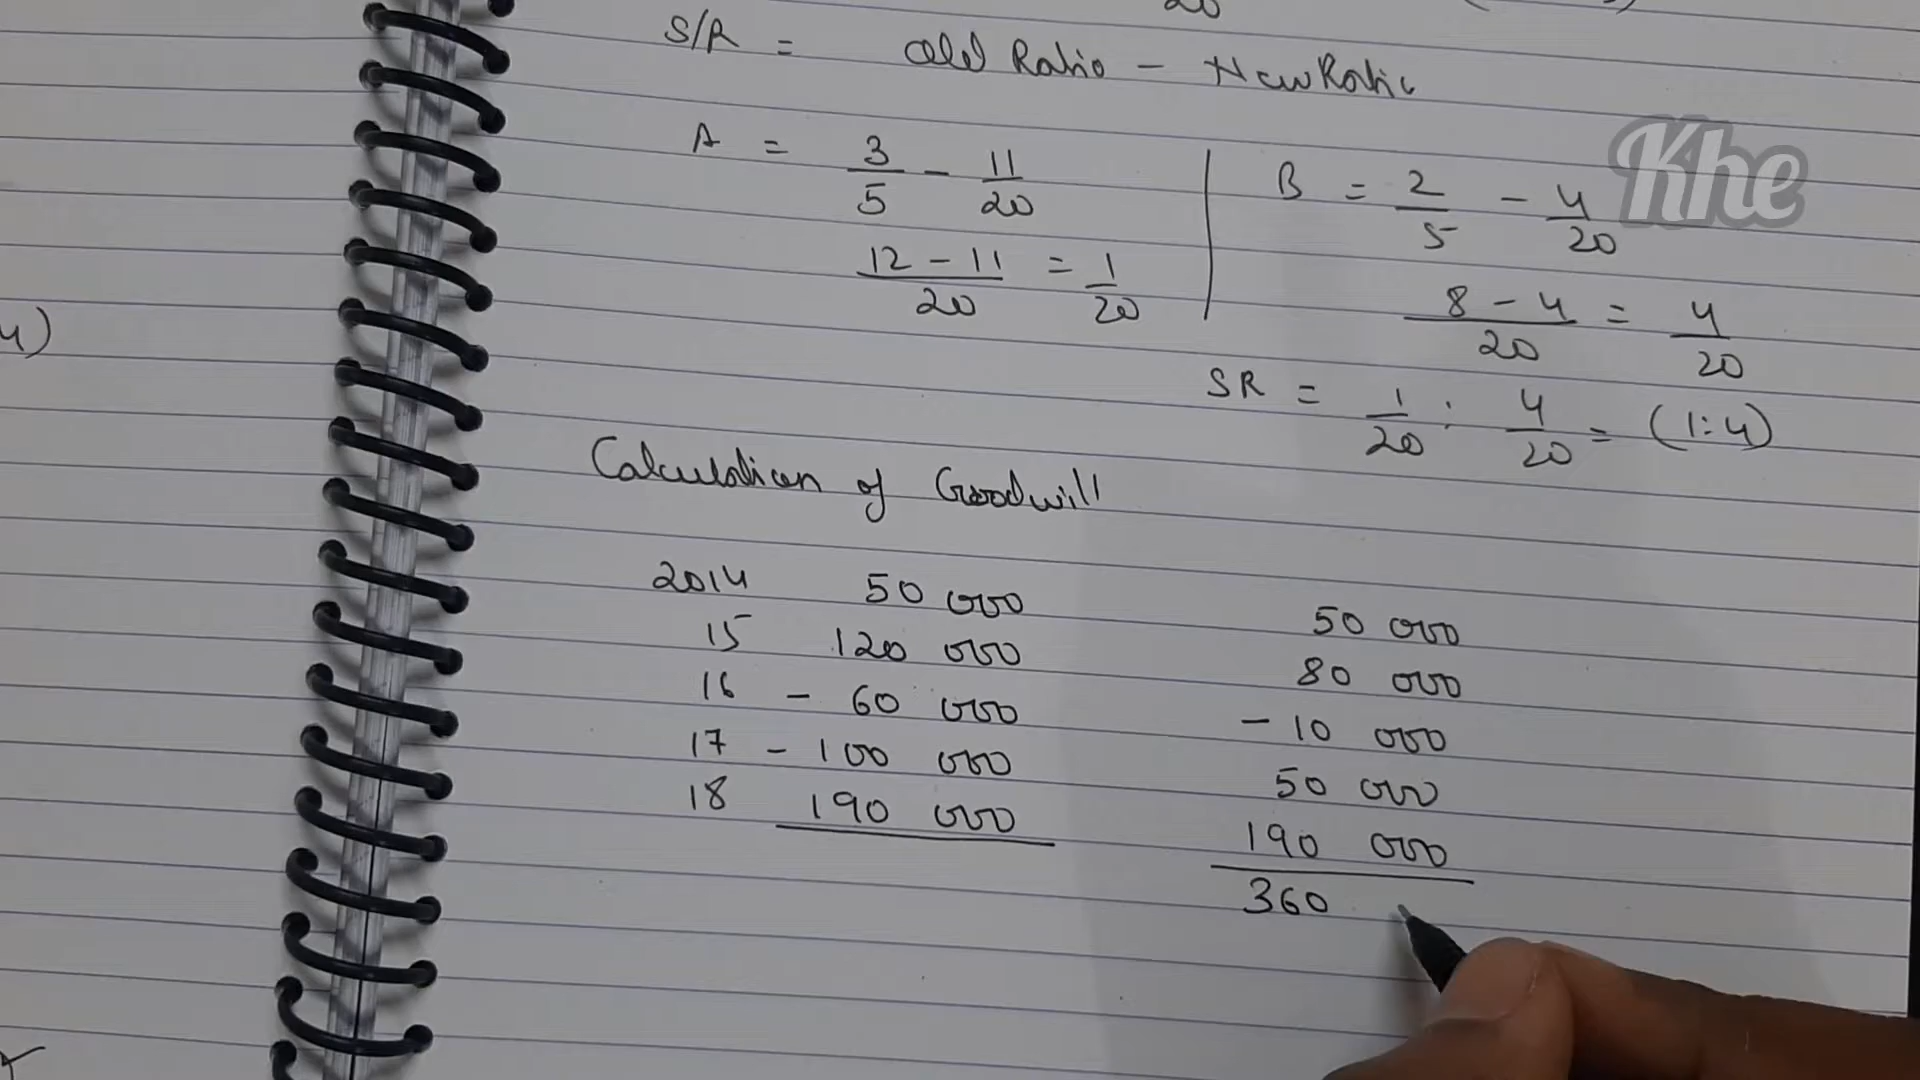 20
S/R = Old Ratio - New Ratio
A = 3/5 - 11/20
12 - 11/20 = 1/20
B = 2/5 - 4/20
8 - 4/20 = 4/20
SR = 1/20 : 4/20 = (1:4)
Khe
4)
Calculation of Goodwill
2014 50 000 50 000
15 120 000 80 000
16 - 60 000 - 10 000
17 - 100 000 50 000
18 190 000 190 000
360